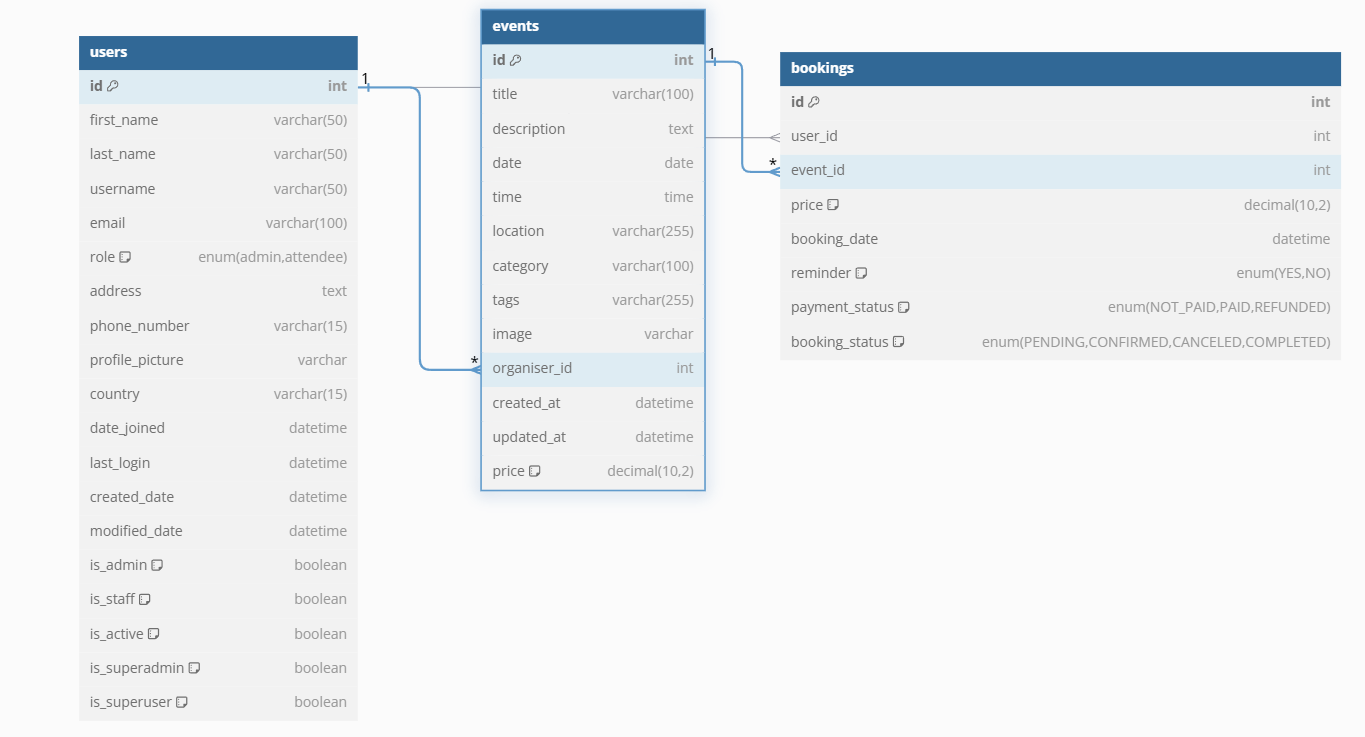 users
id int
first_name varchar(50)
last_name varchar(50)
username varchar(50)
email varchar(100)
role enum(admin,attendee)
address text
phone_number varchar(15)
profile_picture varchar
country varchar(15)
date_joined datetime
last_login datetime
created_date datetime
modified_date datetime
is_admin boolean
is_staff boolean
is_active boolean
is_superadmin boolean
is_superuser boolean
1
*
events
id int
title varchar(100)
description text
date date
time time
location varchar(255)
category varchar(100)
tags varchar(255)
image varchar
organiser_id int
created_at datetime
updated_at datetime
price decimal(10,2)
1
*
bookings
id int
user_id int
event_id int
price decimal(10,2)
booking_date datetime
reminder enum(YES,NO)
payment_status enum(NOT_PAID,PAID,REFUNDED)
booking_status enum(PENDING,CONFIRMED,CANCELED,COMPLETED)